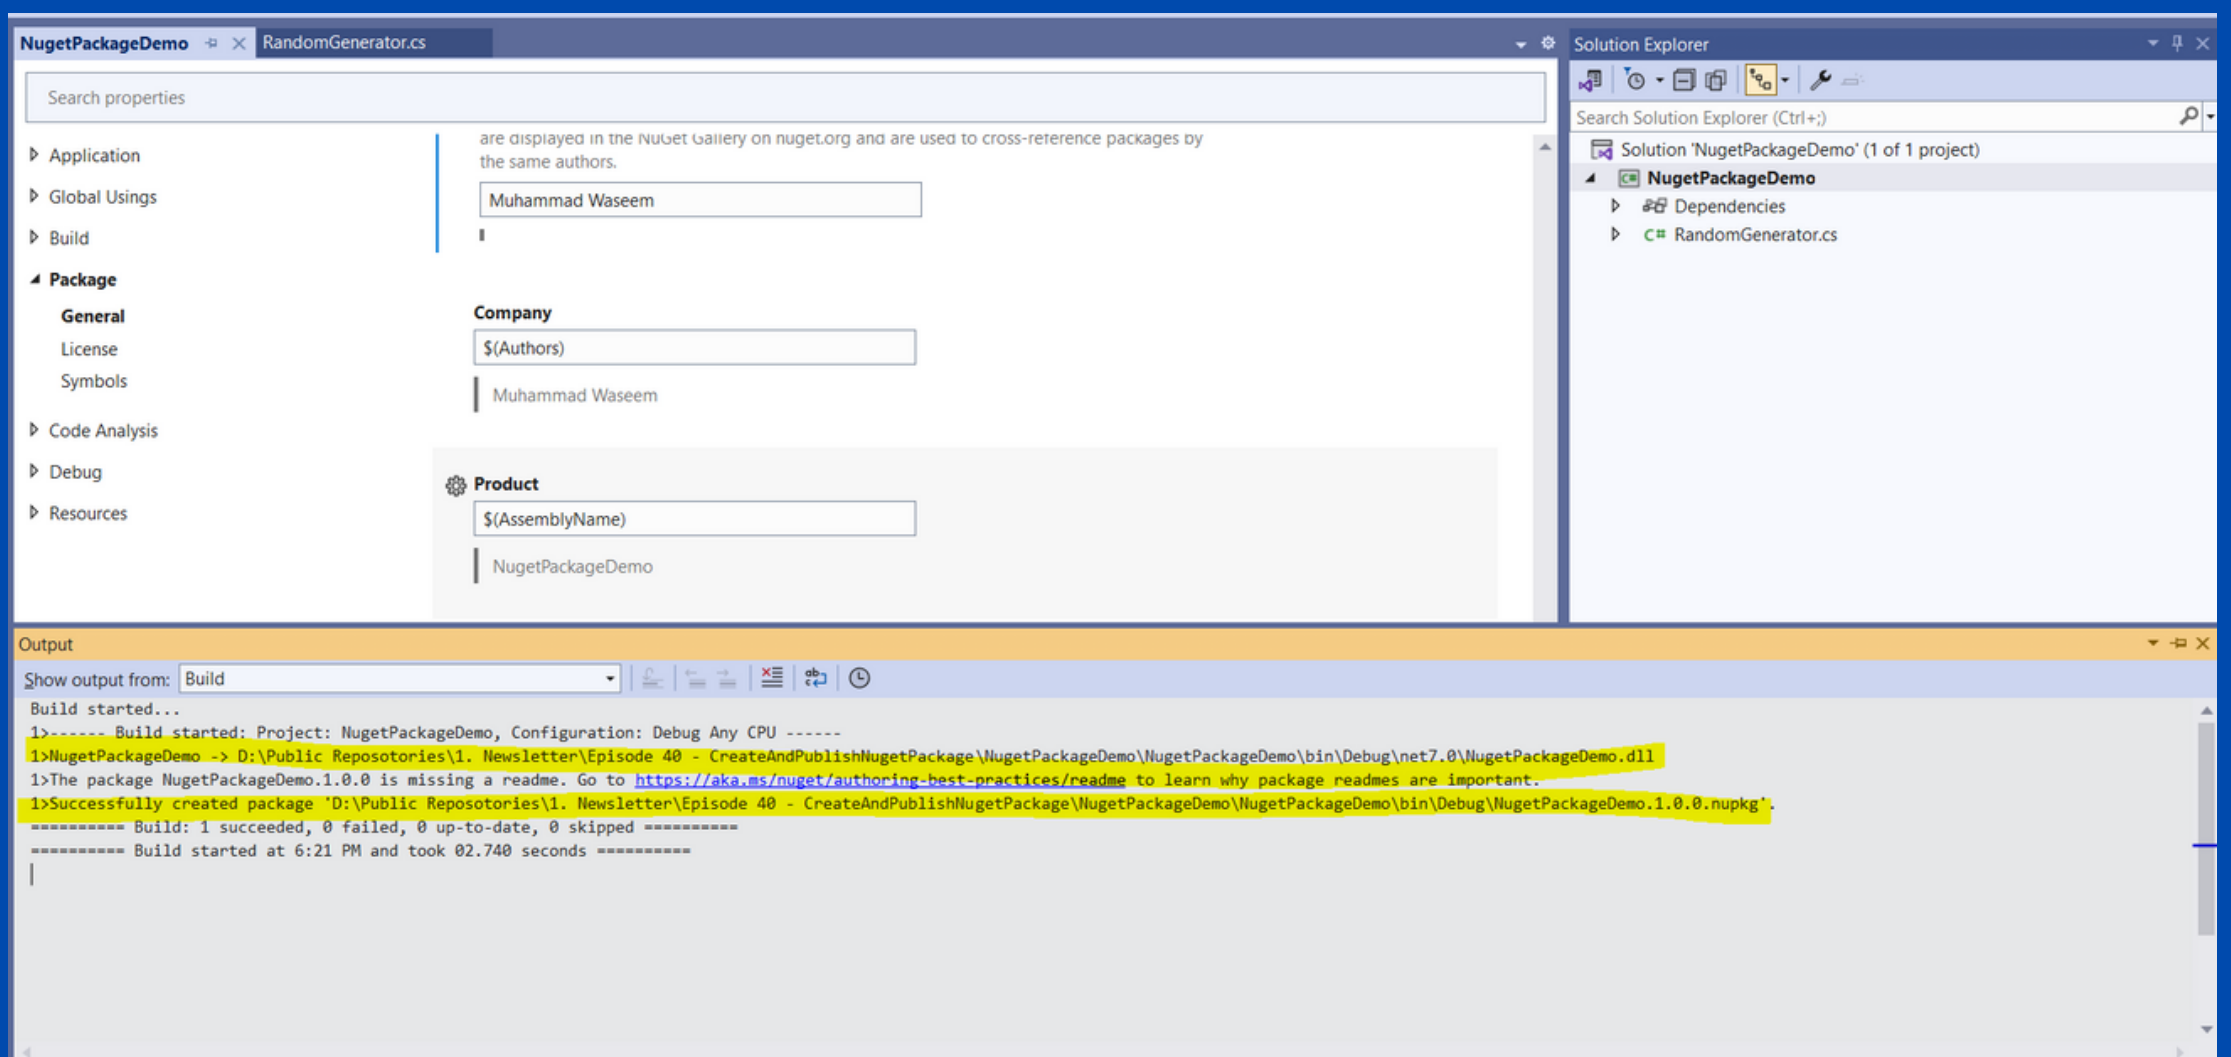 NugetPackageDemo
RandomGenerator.cs
Search properties
Application
Global Usings
Build
Package
General
License
Symbols
Code Analysis
Debug
Resources
are displayed in the NuGet Gallery on nuget.org and are used to cross-reference packages by
the same authors.
Muhammad Waseem
Company
$(Authors)
Muhammad Waseem
Product
$(AssemblyName)
NugetPackageDemo
Solution Explorer
Search Solution Explorer (Ctrl+;)
Solution 'NugetPackageDemo' (1 of 1 project)
C# NugetPackageDemo
Dependencies
C# RandomGenerator.cs
Output
Show output from: Build
Build started...
1>------ Build started: Project: NugetPackageDemo, Configuration: Debug Any CPU ------
1>NugetPackageDemo -> D:\Public Reposotories\1. Newsletter\Episode 40 - CreateAndPublishNugetPackage\NugetPackageDemo\NugetPackageDemo\bin\Debug\net7.0\NugetPackageDemo.dll
1>The package NugetPackageDemo.1.0.0 is missing a readme. Go to https://aka.ms/nuget/authoring-best-practices/readme to learn why package readmes are important.
1>Successfully created package 'D:\Public Reposotories\1. Newsletter\Episode 40 - CreateAndPublishNugetPackage\NugetPackageDemo\NugetPackageDemo\bin\Debug\NugetPackageDemo.1.0.0.nupkg'.
========== Build: 1 succeeded, 0 failed, 0 up-to-date, 0 skipped ==========
========== Build started at 6:21 PM and took 02.740 seconds ==========